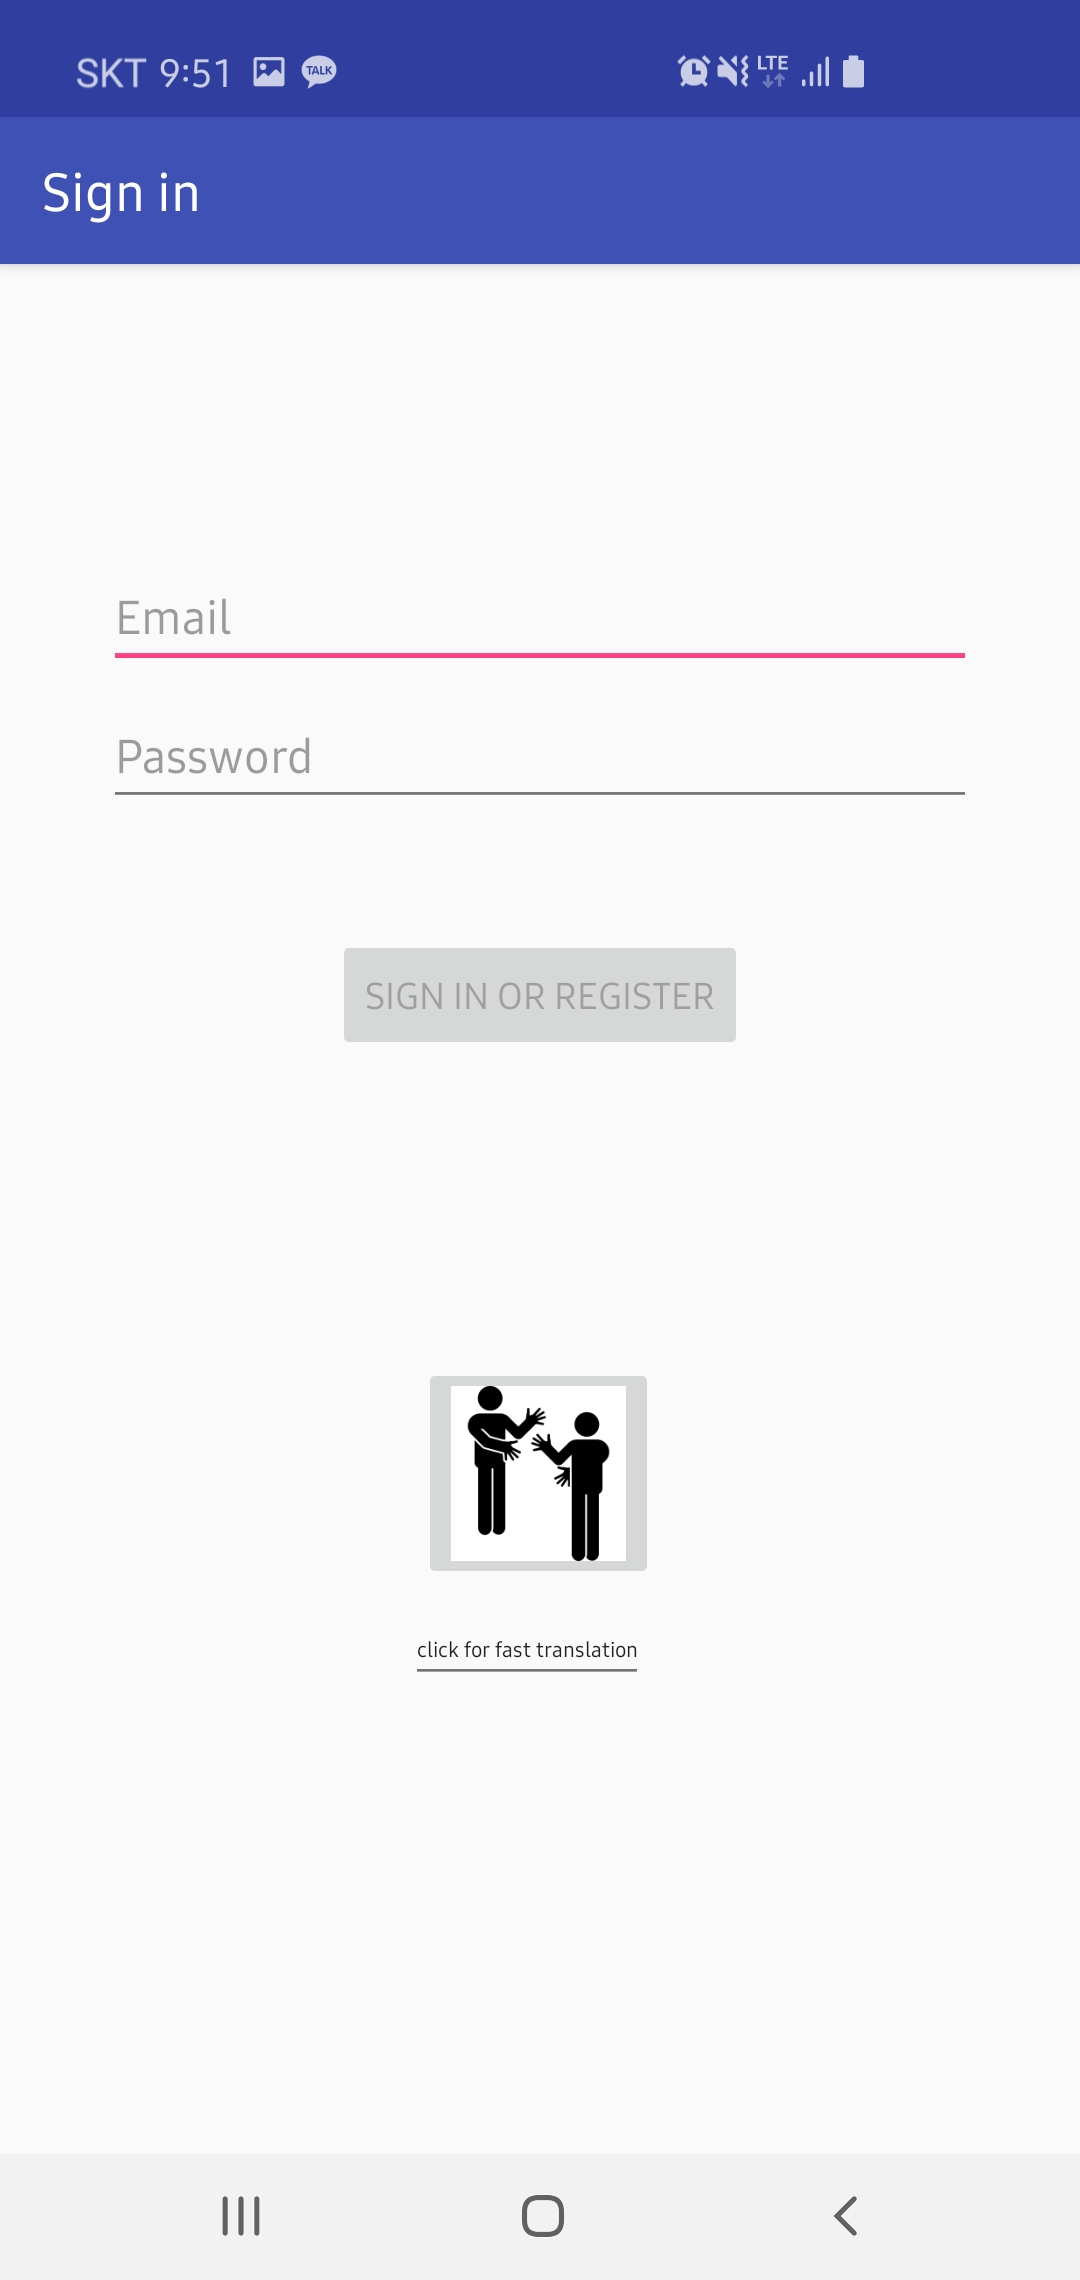 SKT 9:51 TALK LTE
Sign in
Email
Password
SIGN IN OR REGISTER
click for fast translation